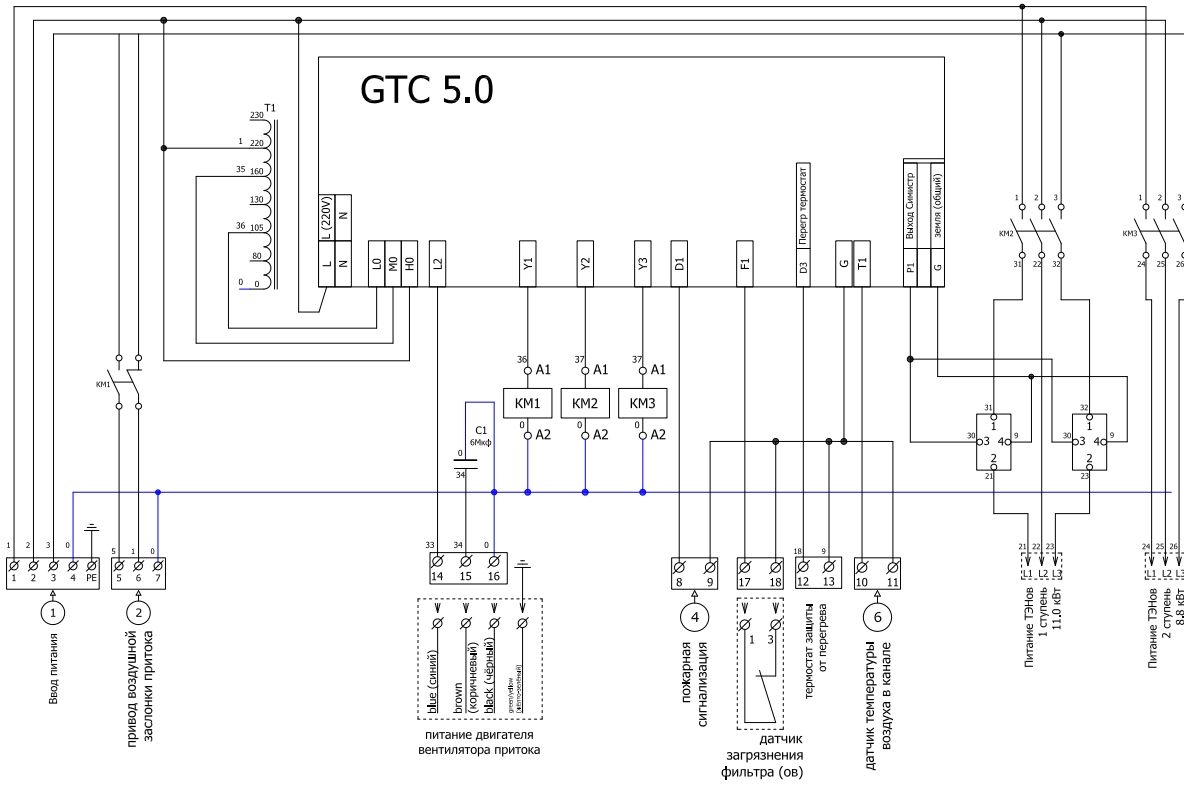 GTC 5.0
T1
230
1 220
35 160
130
36 105
80
0 0
L (220V) N
L N
L0 M0 H0
L2
Y1
Y2
Y3
D1
F1
D3 Перегр термостат
G T1
P1 Выход Симистр
G земля (общий)
1 2 3
KM2
31 22 32
1 2 3
KM3
24 25 26
KM1
36 A1
37 A1
37 A1
KM1
KM2
KM3
0 A2
0 A2
0 A2
C1
6Мкф
0
34
31
1
30 3 4 9
2
21
32
1
30 3 4 9
2
23
1 2 3 0
1 2 3 4 PE
5 1 0
5 6 7
33 34 0
14 15 16
8 9
17 18
18 9
12 13
10 11
21 22 23
L1 L2 L3
24 25 26
L1 L2 L3
1
Ввод питания
2
привод воздушной
заслонки притока
blue (синий)
brown
(коричневый)
black (чёрный)
green/yellow
(жёлто-зелёный)
питание двигателя
вентилятора притока
4
пожарная
сигнализация
1 3
датчик
загрязнения
фильтра (ов)
термостат защиты
от перегрева
6
датчик температуры
воздуха в канале
Питание ТЭНов
1 ступень
11.0 кВт
Питание ТЭНов
2 ступень
8.8 кВт